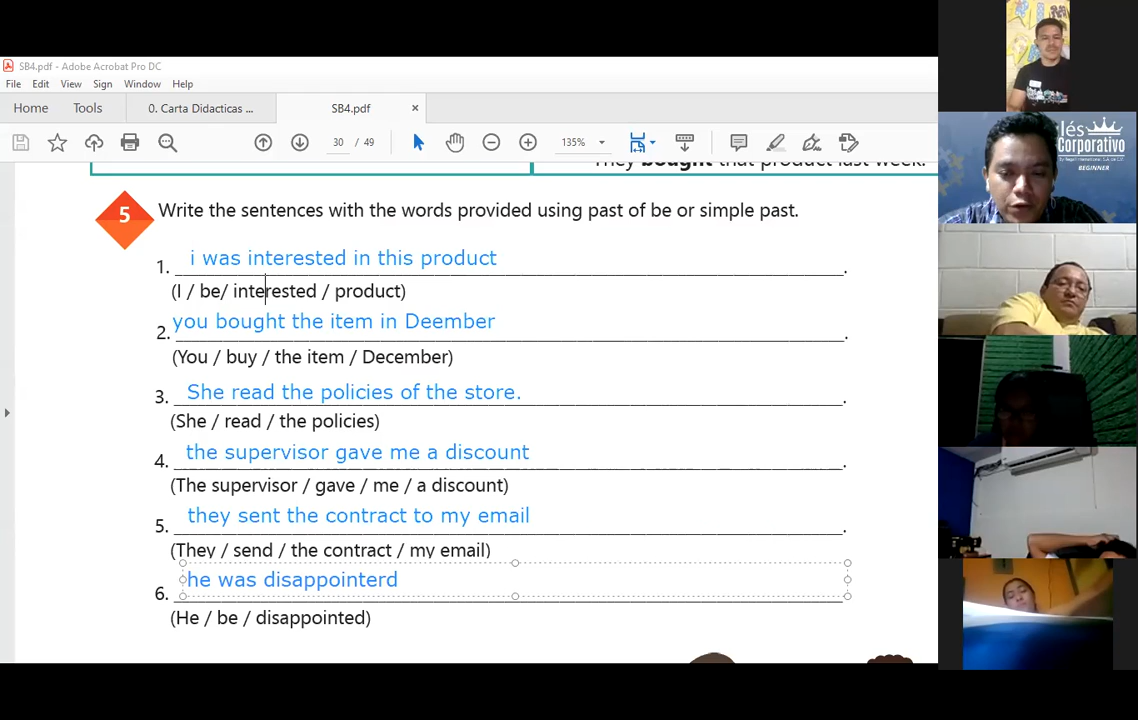 SB4.pdf - Adobe Acrobat Pro DC
File Edit View Sign Window Help
Home Tools 0. Carta Didacticas ... SB4.pdf ×
30 / 49 135%
They bought that product last week.
5 Write the sentences with the words provided using past of be or simple past.
1. i was interested in this product.
(I / be/ interested / product)
2. you bought the item in Deember.
(You / buy / the item / December)
3. She read the policies of the store..
(She / read / the policies)
4. the supervisor gave me a discount.
(The supervisor / gave / me / a discount)
5. they sent the contract to my email.
(They / send / the contract / my email)
6. he was disappointerd
(He / be / disappointed)
lés
Corporativo
BEGINNER